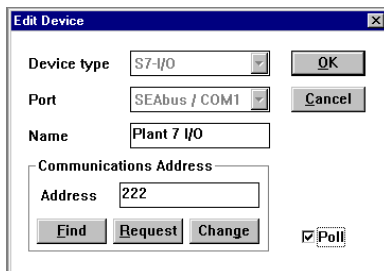 Edit Device
Device type S7-I/O OK
Port SEAbus / COM1 Cancel
Name Plant 7 I/O
Communications Address
Address 222
Find Request Change Poll